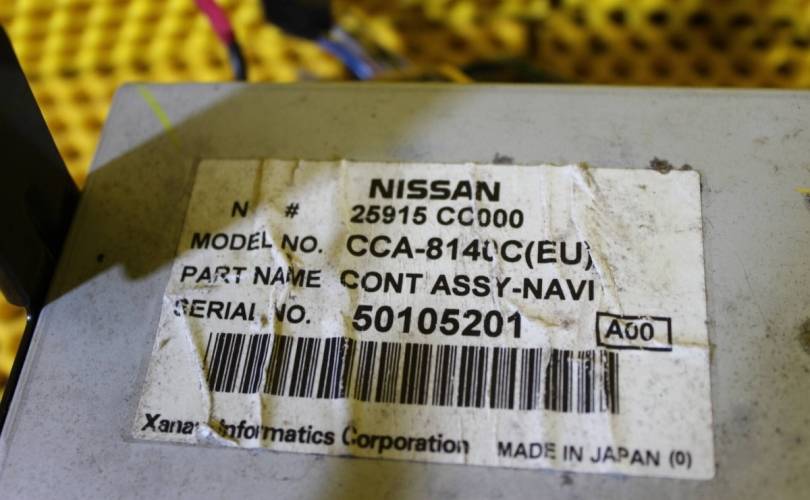 NISSAN
N # 25915 CC000
MODEL NO. CCA-8140C(EU)
PART NAME CONT ASSY-NAVI
SERIAL NO. 50105201 A00
Informatics Corporation MADE IN JAPAN (0)